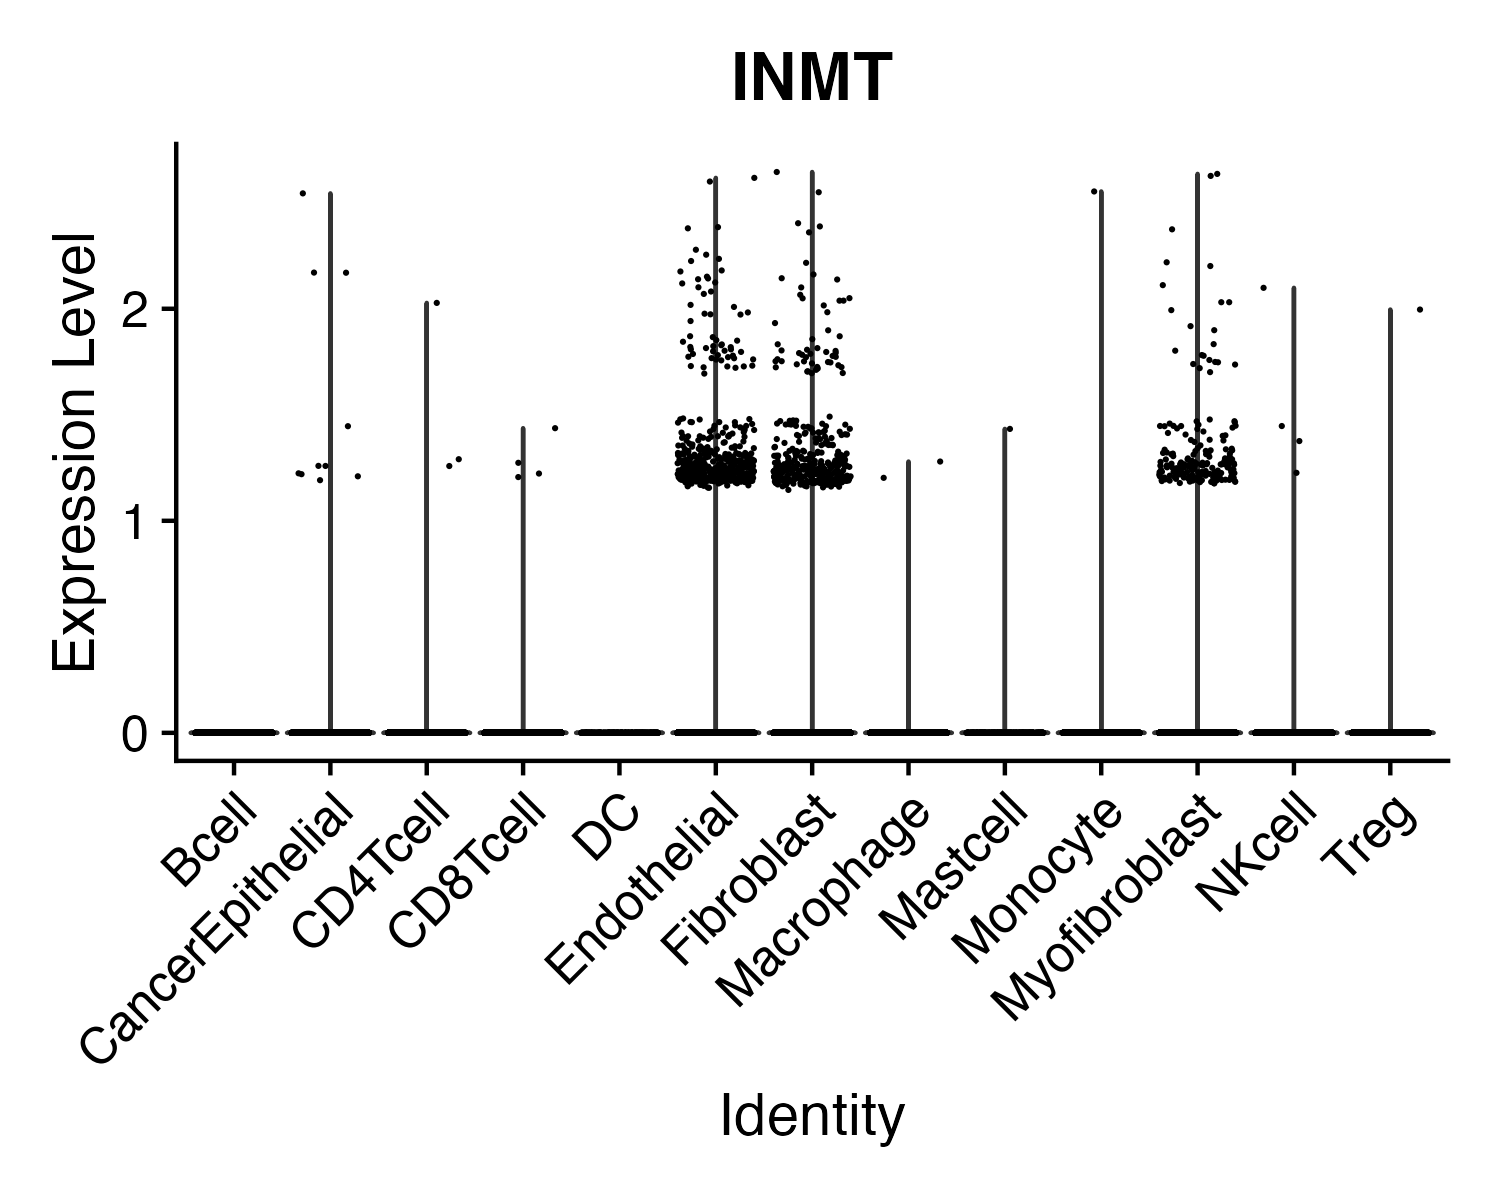 INMT
Expression Level
2
1
0
Bcell
CancerEpithelial
CD4Tcell
CD8Tcell
DC
Endothelial
Fibroblast
Macrophage
Mastcell
Monocyte
Myofibroblast
NKcell
Treg
Identity